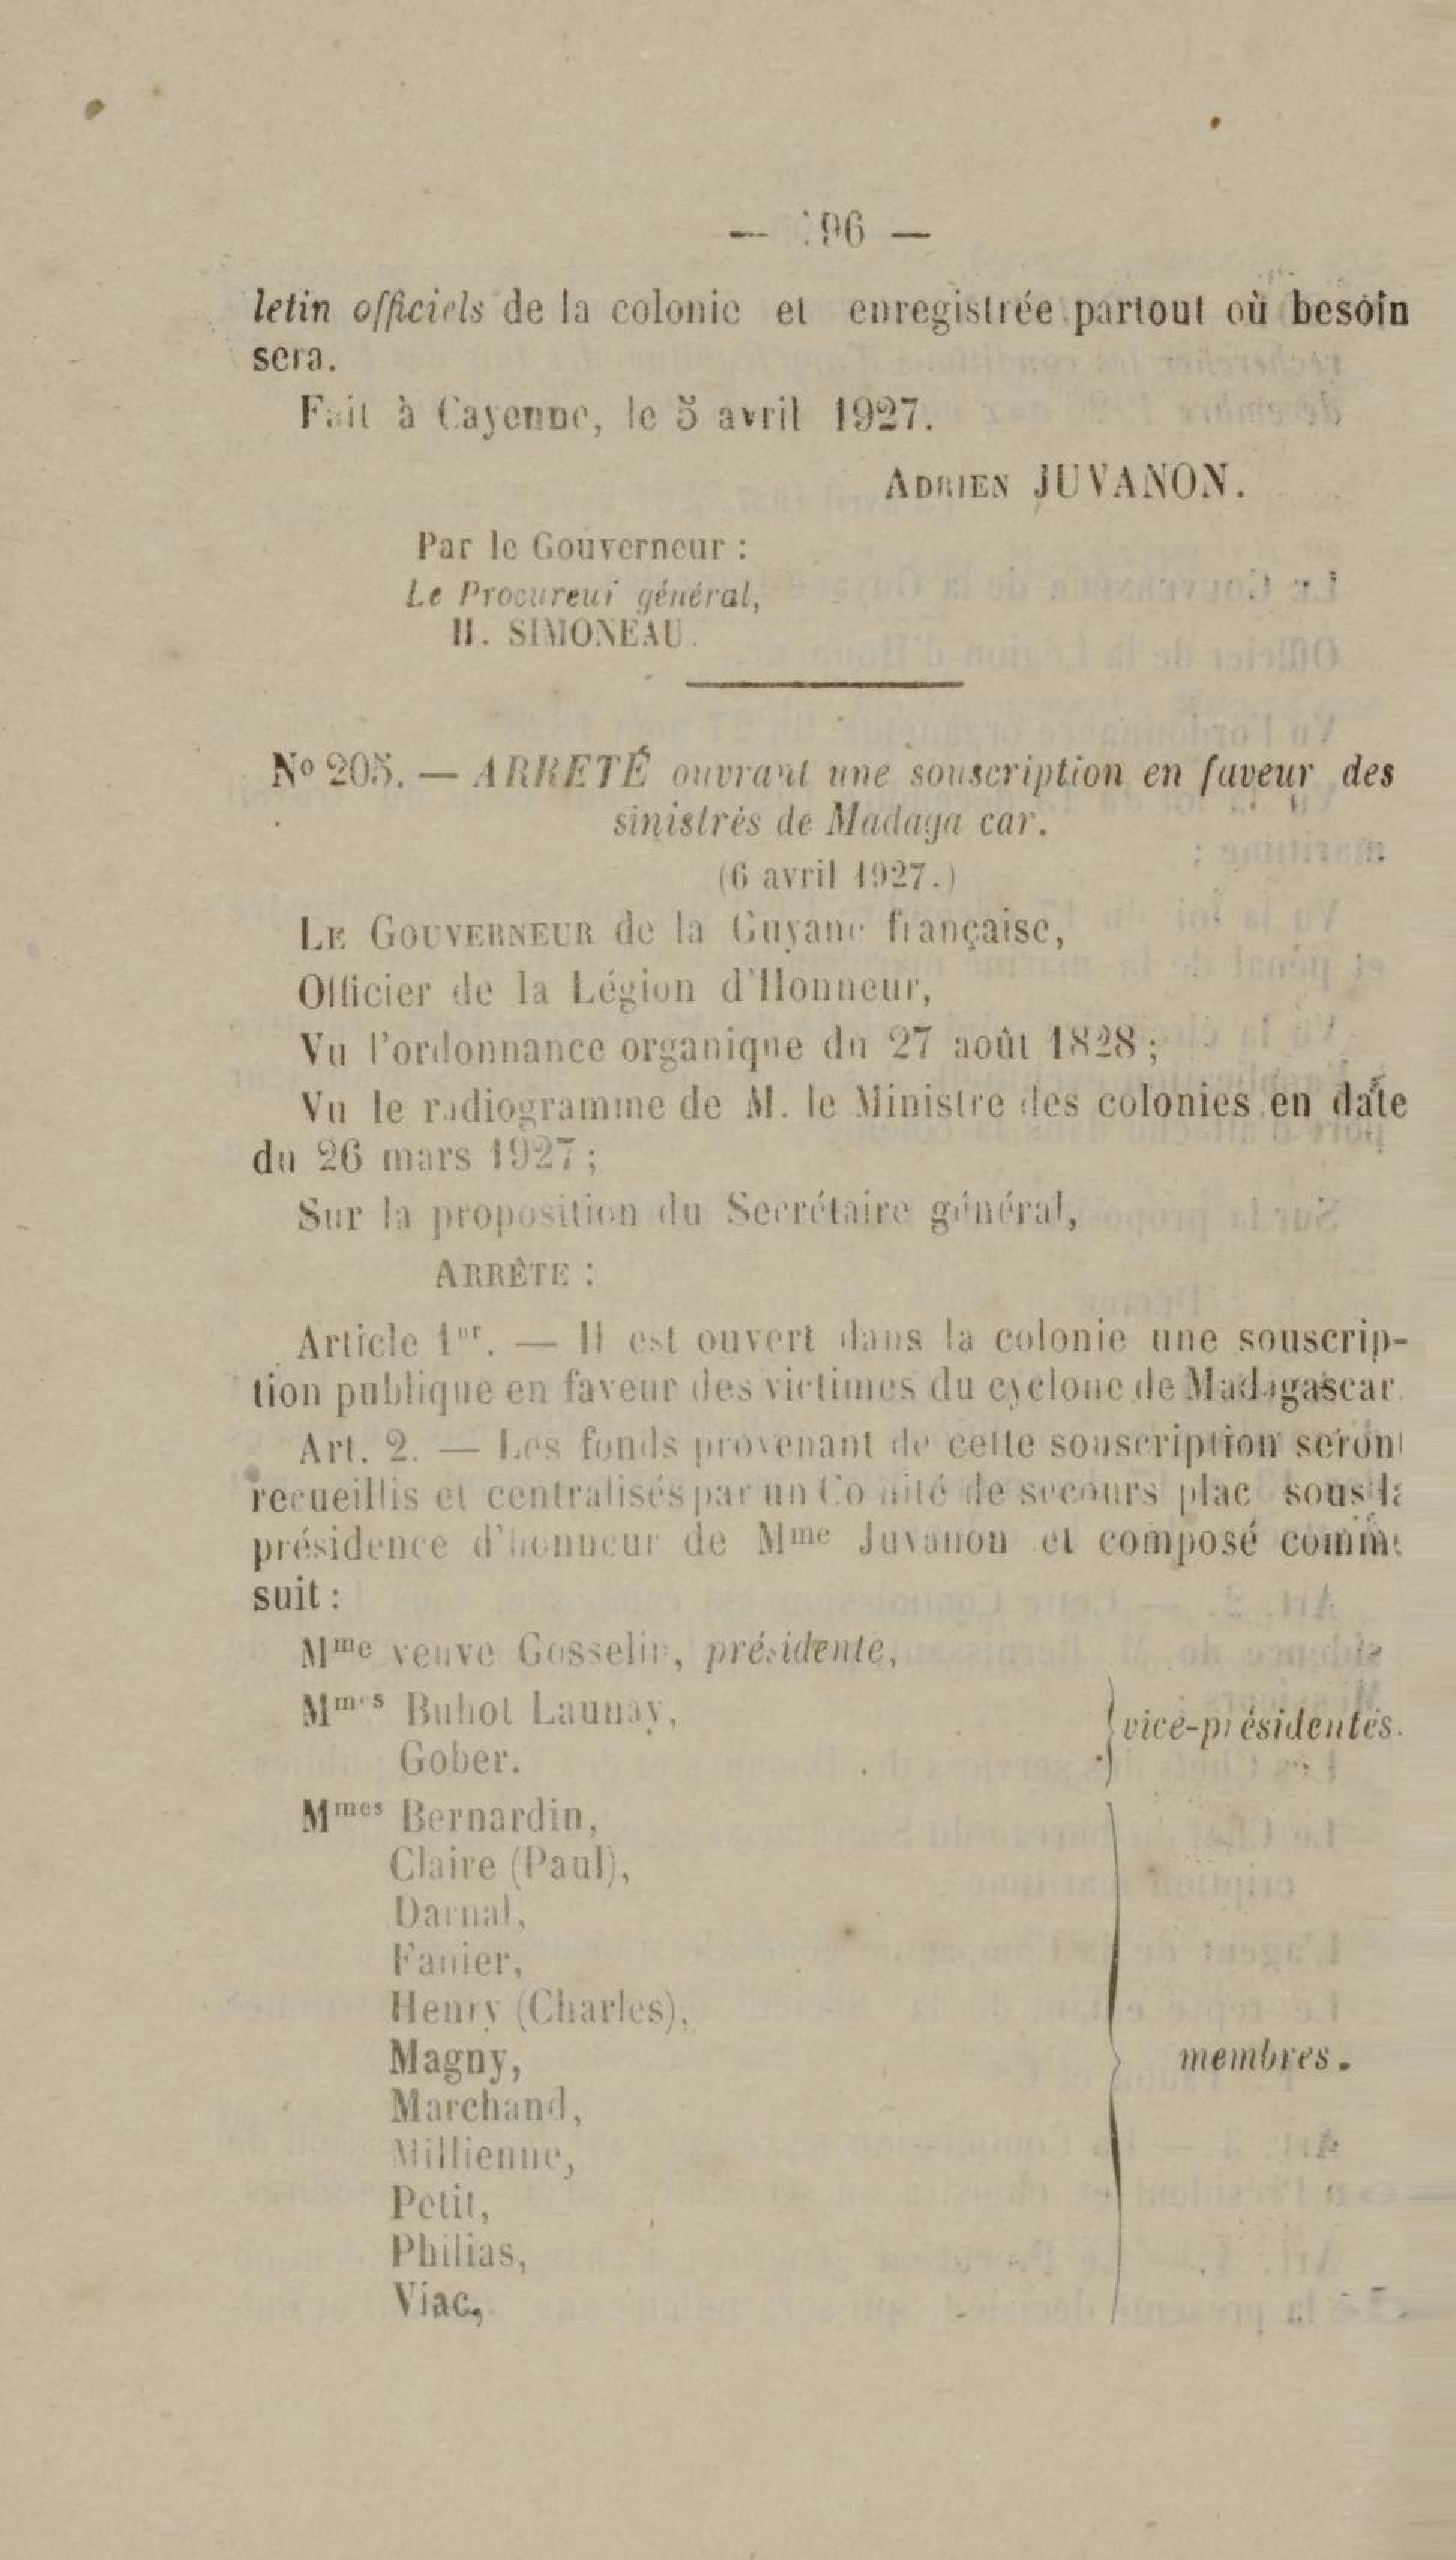 — 196 —
letin officiels de la colonie et enregistrée partout où besoin
sera.
Fait à Cayenne, le 5 avril 1927.
ADRIEN JUVANON.
Par le Gouverneur :
Le Procureur général,
H. SIMONEAU.
No 205. — ARRETÉ ouvrant une souscription en faveur des
sinistrés de Madaga car.
(6 avril 1927.)
LE GOUVERNEUR de la Guyane française,
Officier de la Légion d'Honneur,
Vu l'ordonnance organique du 27 août 1828 ;
Vu le radiogramme de M. le Ministre des colonies en date
du 26 mars 1927 ;
Sur la proposition du Secrétaire général,
ARRÊTE :
Article 1er. — Il est ouvert dans la colonie une souscrip-
tion publique en faveur des victimes du cyclone de Madagascar
Art. 2. — Les fonds provenant de cette souscription seront
recueillis et centralisés par un Comité de secours plac sous la
présidence d'honneur de Mme Juvanon et composé comme
suit :
Mme veuve Gosselin, présidente,
Mmes Buhot Launay,
Gober.
vice-présidentes.
Mmes Bernardin,
Claire (Paul),
Darnal,
Fanier,
Henry (Charles),
Magny,
Marchand,
Millienne,
Petit,
Philias,
Viac,
membres.